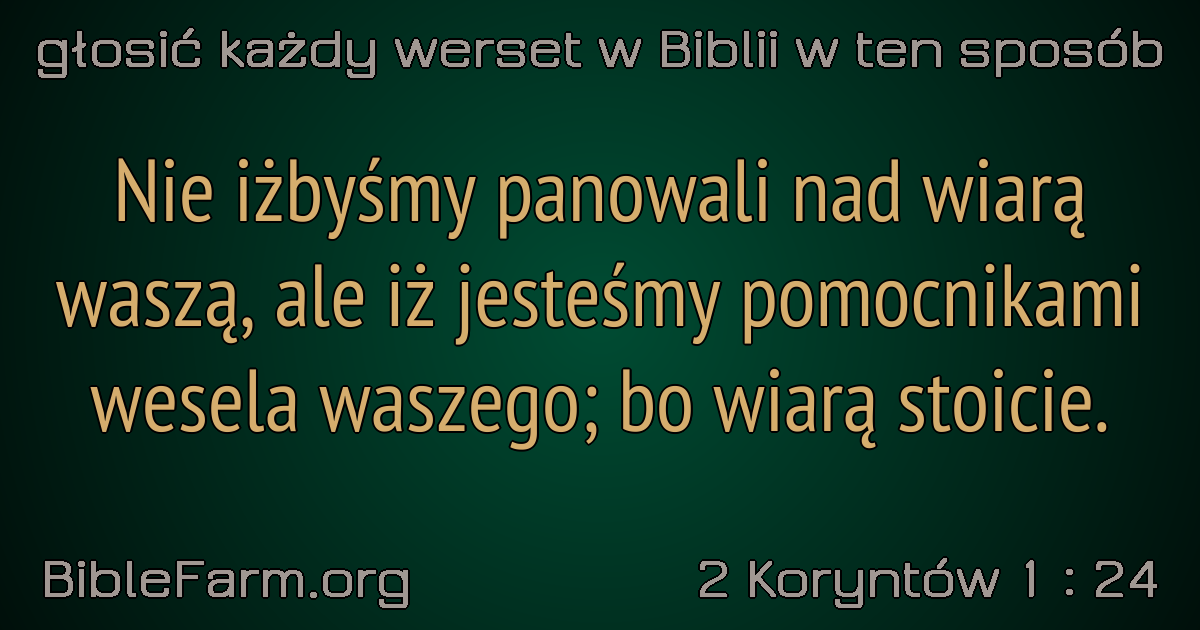 głosić każdy werset w Biblii w ten sposób
Nie iżbyśmy panowali nad wiarą
waszą, ale iż jesteśmy pomocnikami
wesela waszego; bo wiarą stoicie.
BibleFarm.org
2 Koryntów 1 : 24